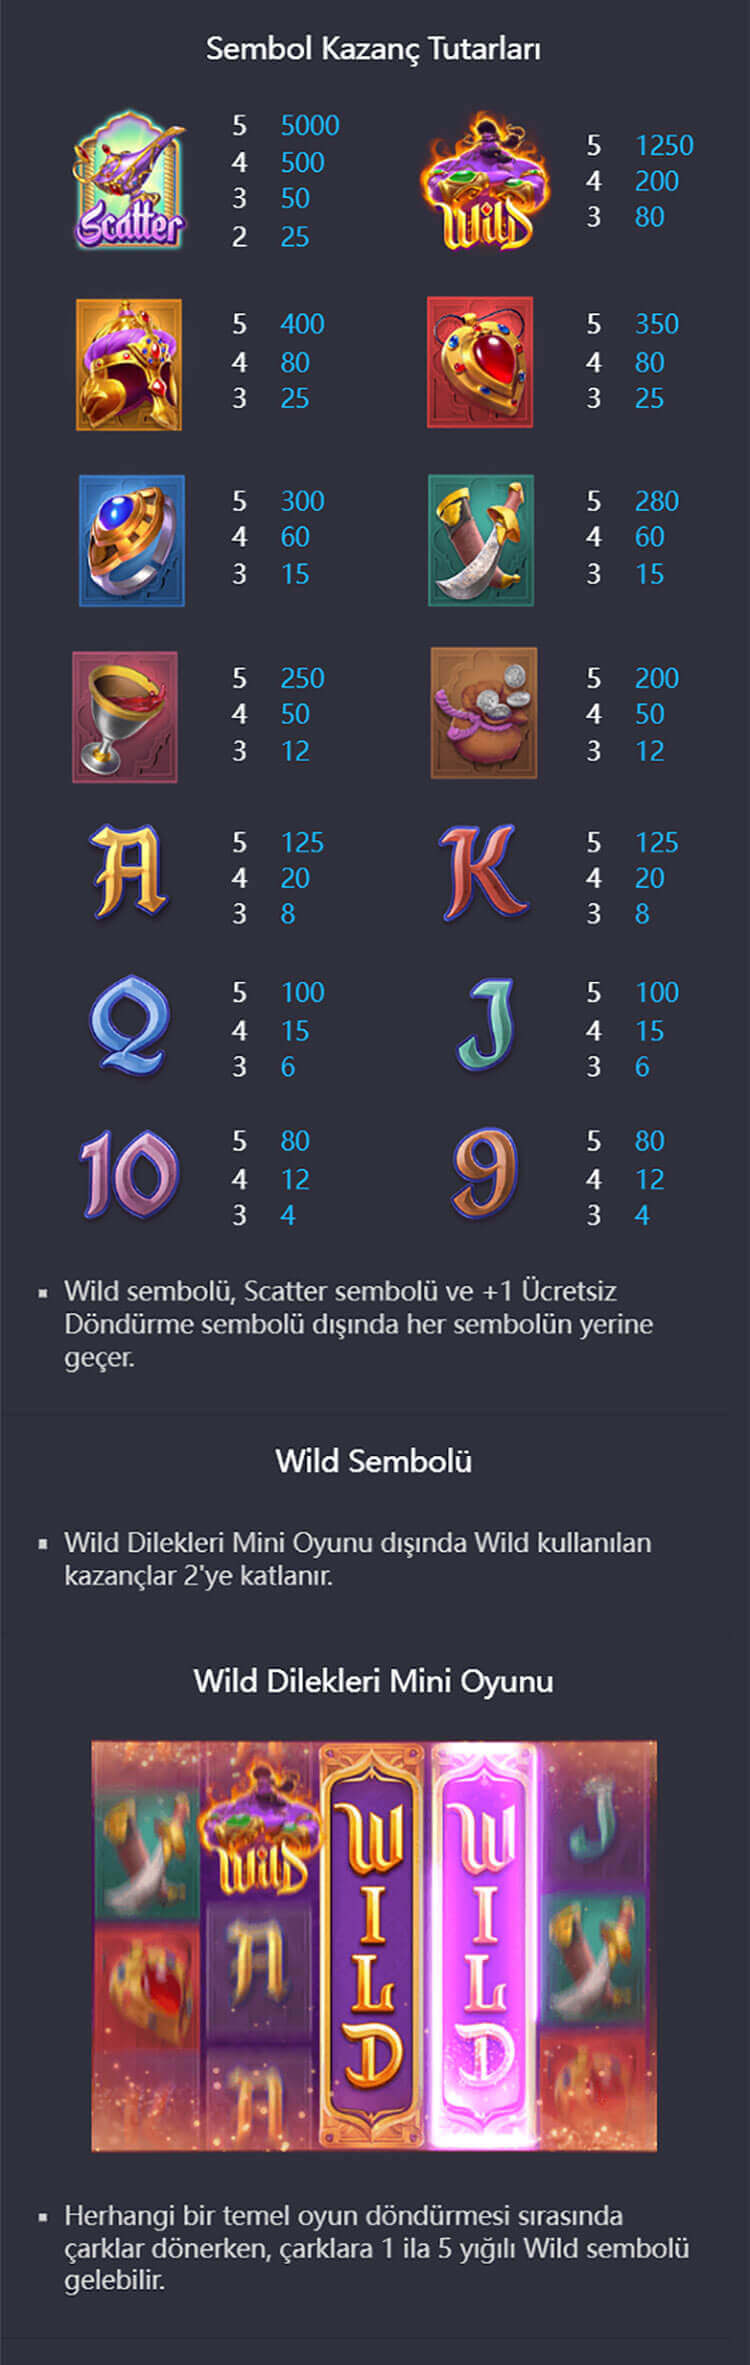 Sembol Kazanç Tutarları
5 5000
4 500
3 50
2 25
Scatter
5 1250
4 200
3 80
Wild
5 400
4 80
3 25
5 350
4 80
3 25
5 300
4 60
3 15
5 280
4 60
3 15
5 250
4 50
3 12
5 200
4 50
3 12
A
5 125
4 20
3 8
K
5 125
4 20
3 8
Q
5 100
4 15
3 6
J
5 100
4 15
3 6
10
5 80
4 12
3 4
9
5 80
4 12
3 4
▪ Wild sembolü, Scatter sembolü ve +1 Ücretsiz
Döndürme sembolü dışında her sembolün yerine
geçer.
Wild Sembolü
▪ Wild Dilekleri Mini Oyunu dışında Wild kullanılan
kazançlar 2'ye katlanır.
Wild Dilekleri Mini Oyunu
Wild
A
A
WILD
WILD
J
▪ Herhangi bir temel oyun döndürmesi sırasında
çarklar dönerken, çarklara 1 ila 5 yığılı Wild sembolü
gelebilir.